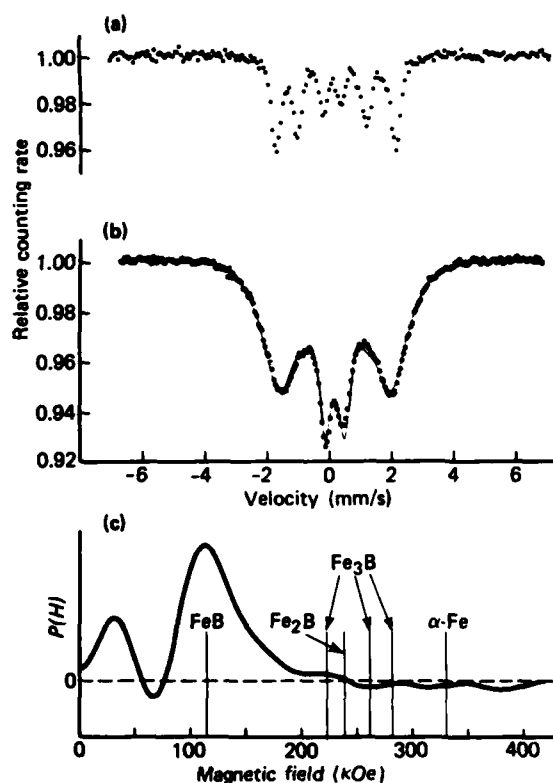 (a)
1.00
0.98
0.96
(b)
1.00
0.98
0.96
0.94
0.92
Relative counting rate
-6 -4 -2 0 2 4 6
Velocity (mm/s)
(c)
P(H)
0
FeB
Fe2B
Fe3B
α-Fe
0 100 200 300 400
Magnetic field (kOe)